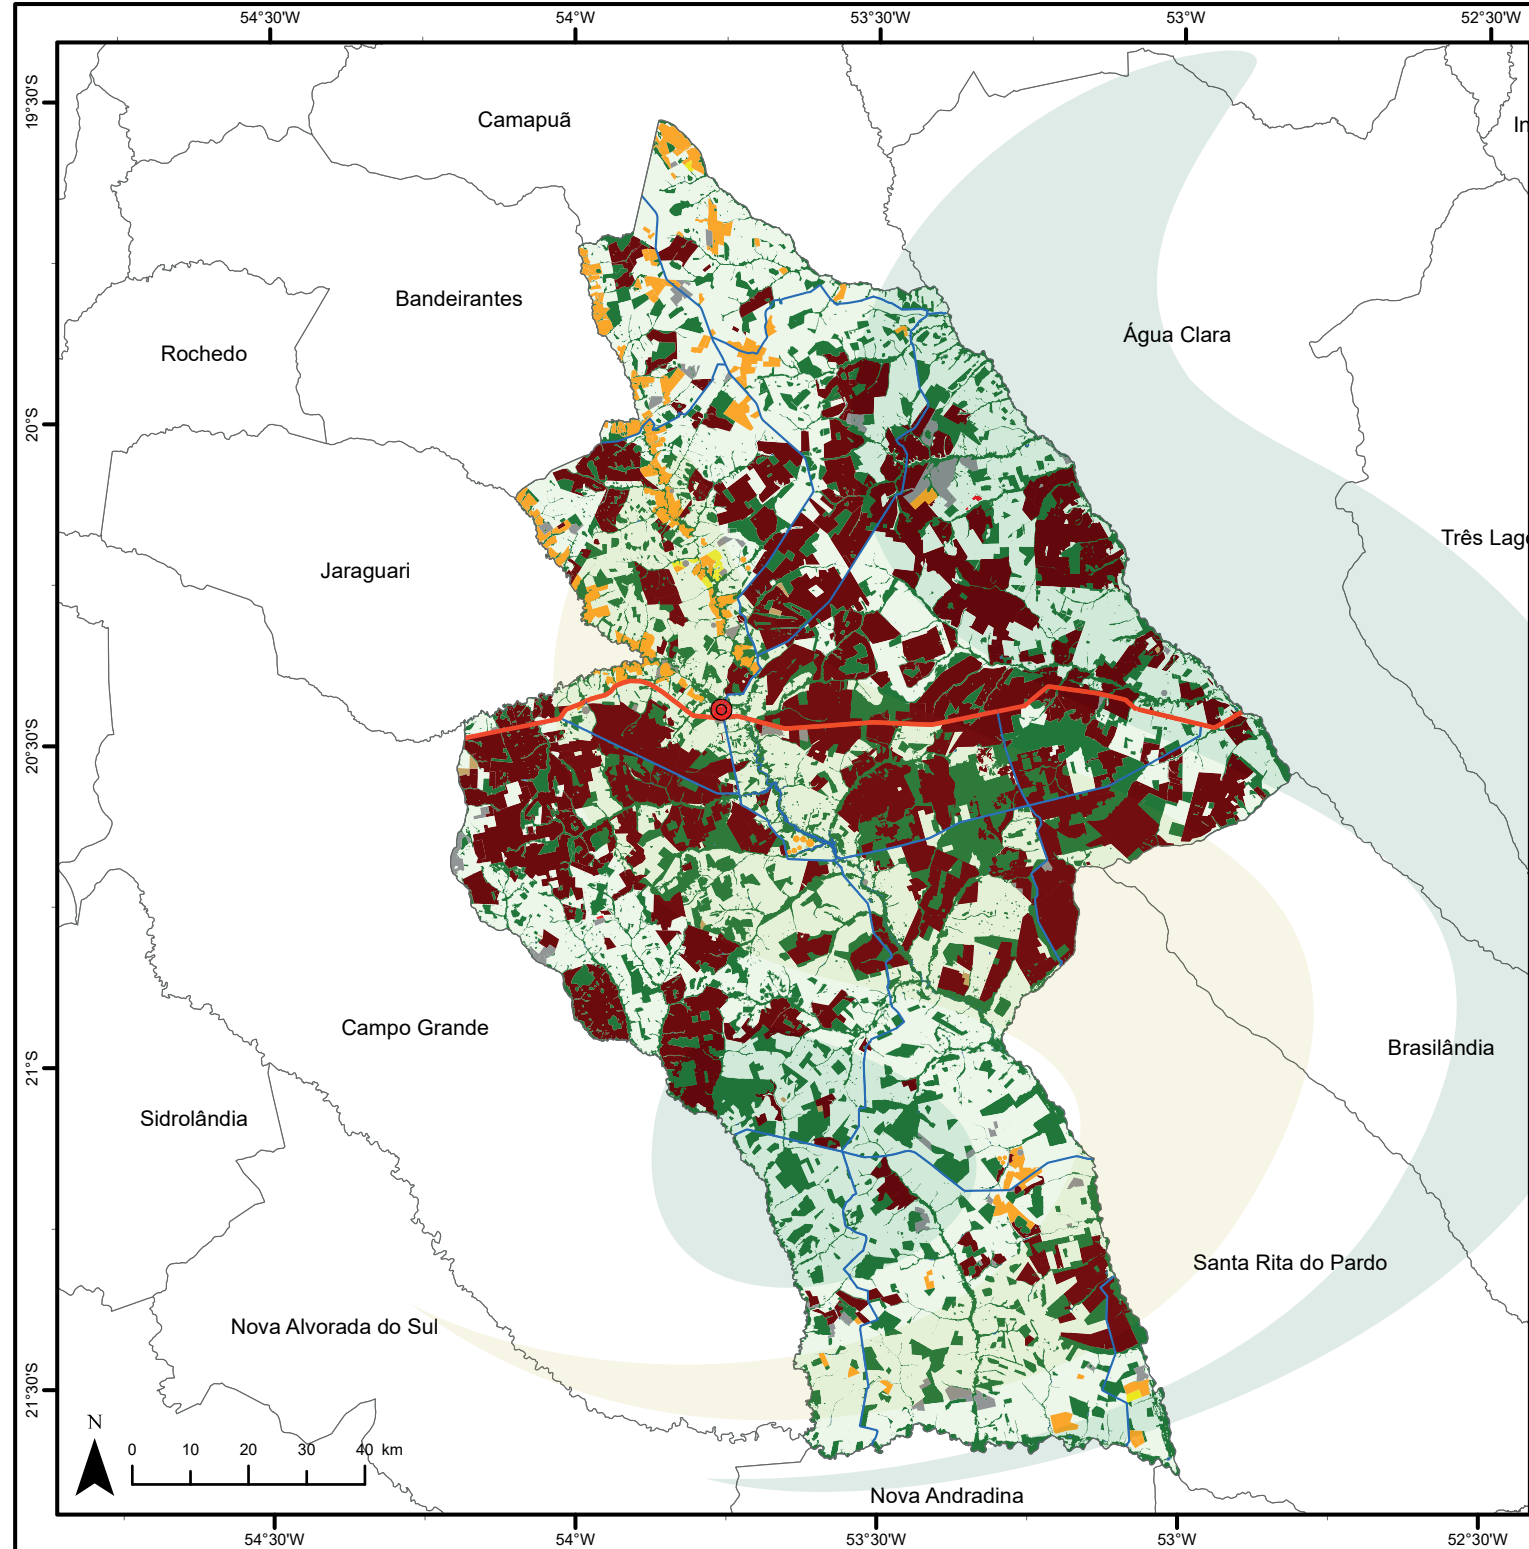 54°30'W 54°W 53°30'W 53°W 52°30'W
19°30'S
Camapuã
In
Bandeirantes
Água Clara
Rochedo
20°S
Três Lago
Jaraguari
20°30'S
Campo Grande
Brasilândia
21°S
Sidrolândia
Santa Rita do Pardo
Nova Alvorada do Sul
21°30'S
N
0 10 20 30 40 km
Nova Andradina
54°30'W 54°W 53°30'W 53°W 52°30'W